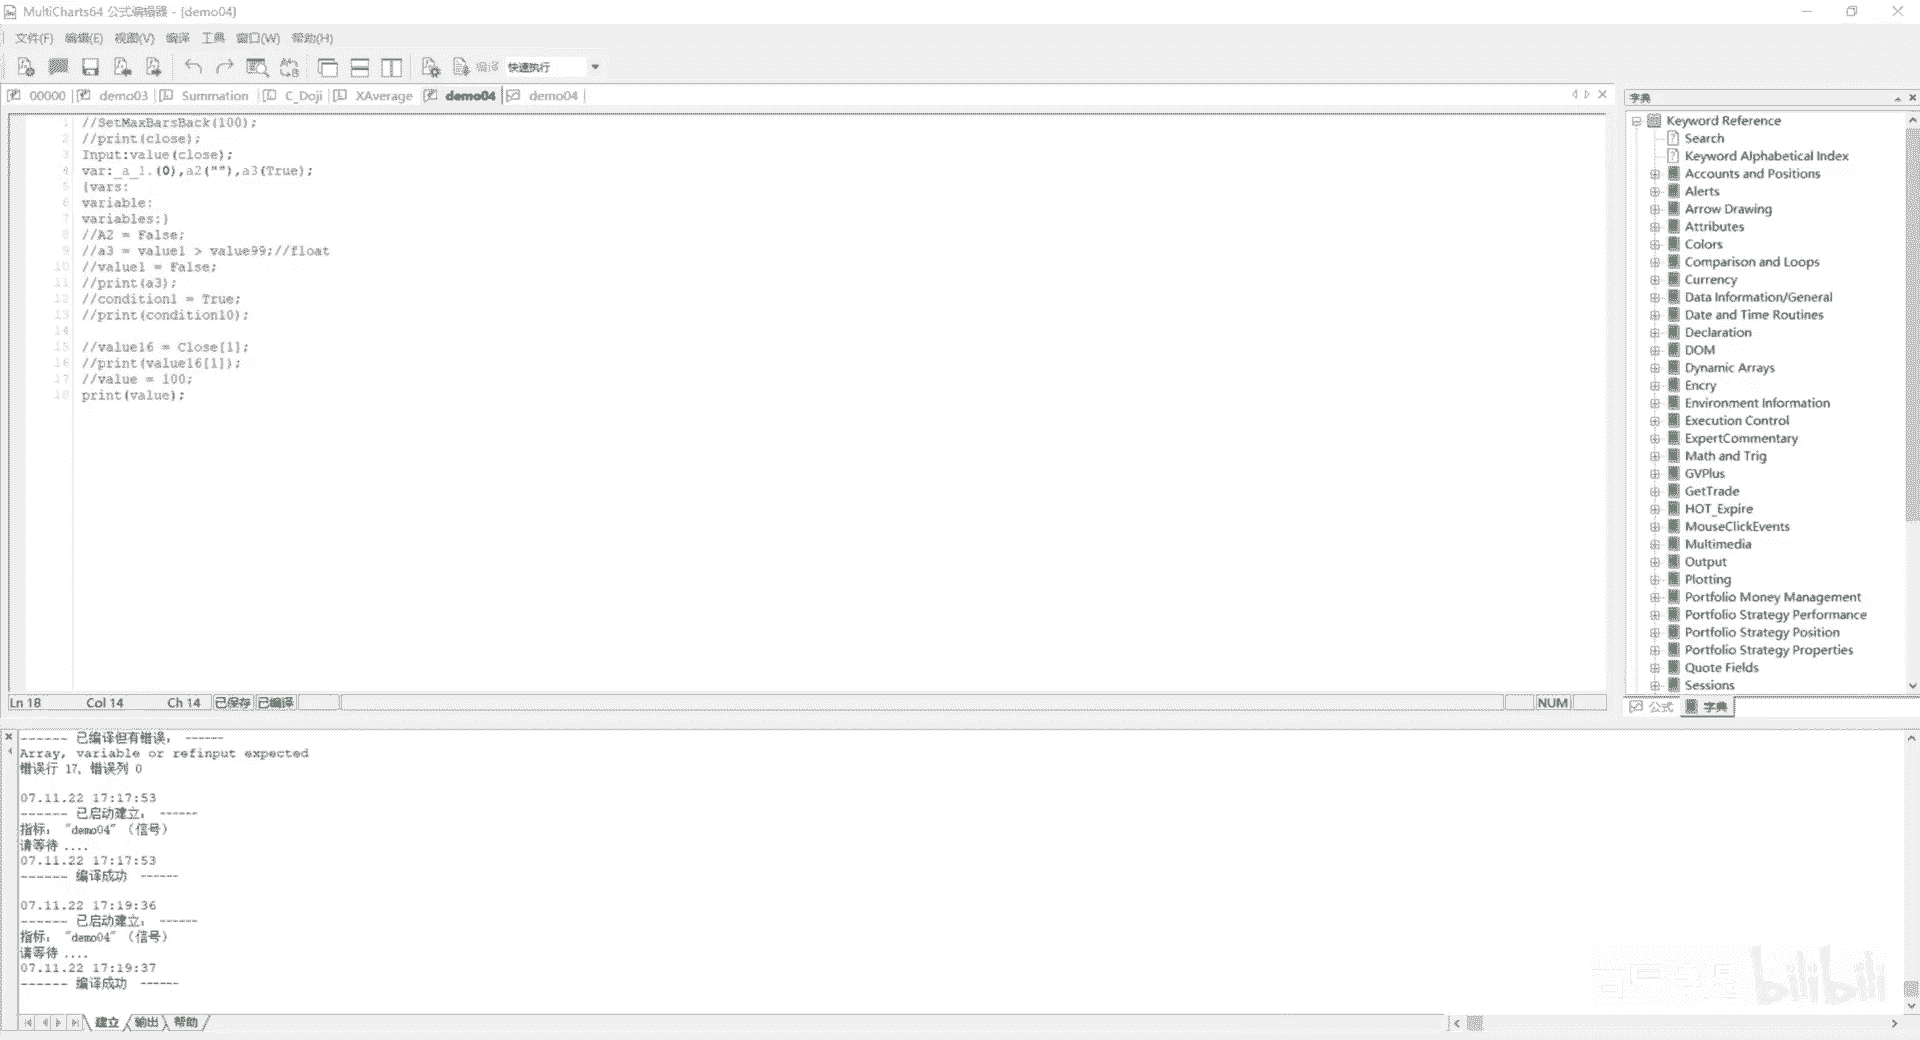 MultiCharts64 公式编辑器 - [demo04]
文件(F) 编辑(E) 视图(V) 编译 工具 窗口(W) 帮助(H)
编译 快速执行
00000 demo03 Summation C_Doji XAverage demo04 demo04
1 //SetMaxBarsBack(100);
2 //print(close);
3 Input:value(close);
4 var:_a_1.(0),a2(""),a3(True);
5 {vars:
6 variable:
7 variables:}
8 //A2 = False;
9 //a3 = value1 > value99;//float
10 //value1 = False;
11 //print(a3);
12 //condition1 = True;
13 //print(condition10);
14
15 //value16 = Close[1];
16 //print(value16[1]);
17 //value = 100;
18 print(value);
Ln 18 Col 14 Ch 14 已保存 已编译 NUM
字典
Keyword Reference
Search
Keyword Alphabetical Index
Accounts and Positions
Alerts
Arrow Drawing
Attributes
Colors
Comparison and Loops
Currency
Data Information/General
Date and Time Routines
Declaration
DOM
Dynamic Arrays
Encry
Environment Information
Execution Control
ExpertCommentary
Math and Trig
GVPlus
GetTrade
HOT_Expire
MouseClickEvents
Multimedia
Output
Plotting
Portfolio Money Management
Portfolio Strategy Performance
Portfolio Strategy Position
Portfolio Strategy Properties
Quote Fields
Sessions
公式 字典
------ 已编译但有错误： ------
Array, variable or refinput expected
错误行 17, 错误列 0
07.11.22 17:17:53
------ 已启动建立： ------
指标： "demo04" （信号）
请等待 ....
07.11.22 17:17:53
------ 编译成功 ------
07.11.22 17:19:36
------ 已启动建立： ------
指标： "demo04" （信号）
请等待 ....
07.11.22 17:19:37
------ 编译成功 ------
建立 输出 帮助
bilibili